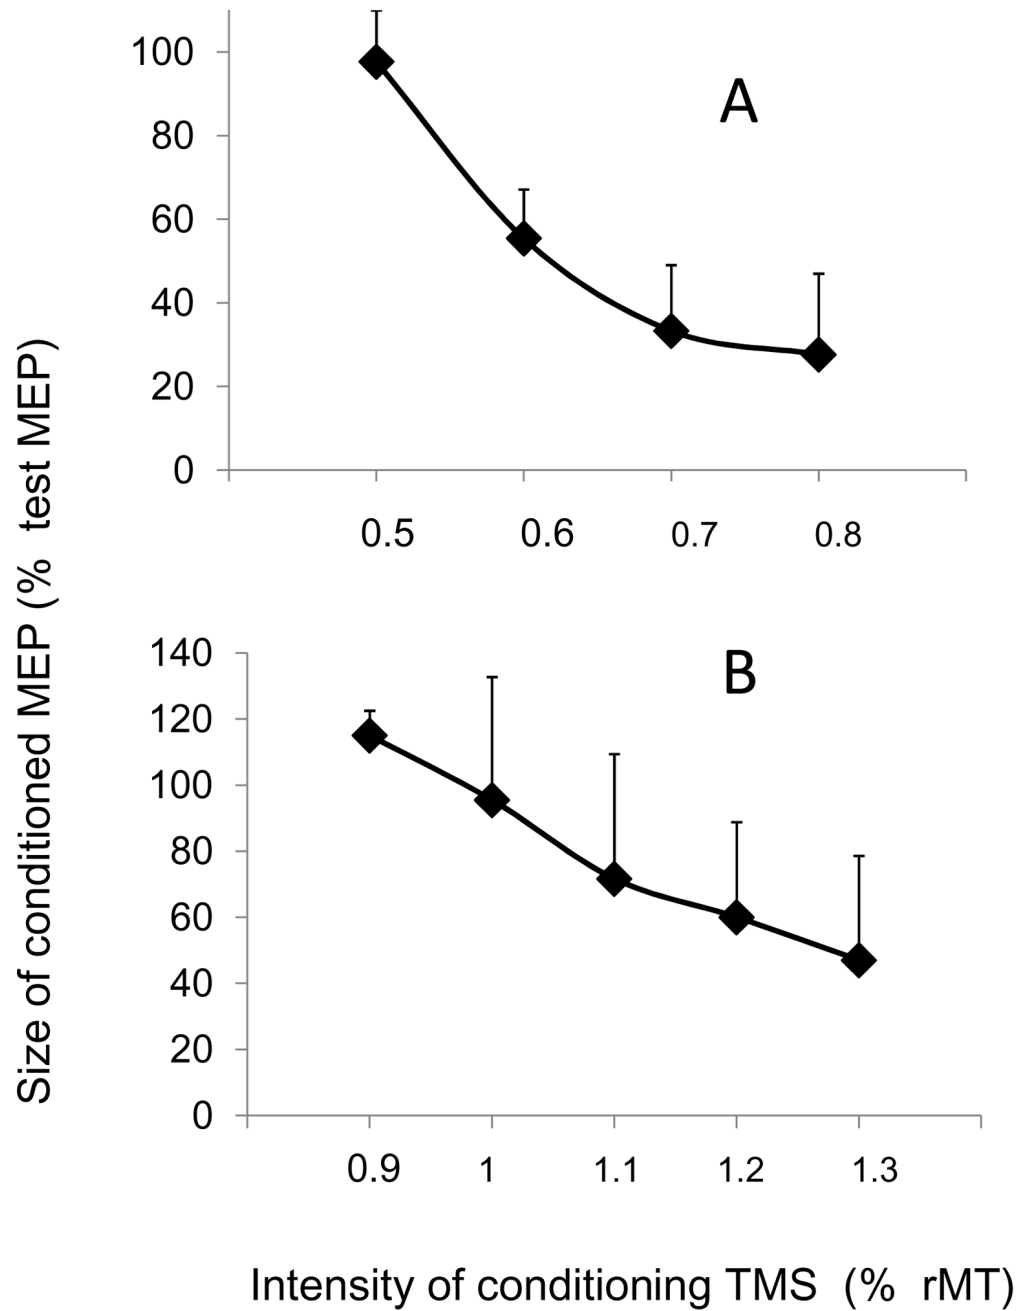 A
100
80
60
40
20
0
0.5 0.6 0.7 0.8
Size of conditioned MEP (% test MEP)
B
140
120
100
80
60
40
20
0
0.9 1 1.1 1.2 1.3
Intensity of conditioning TMS (% rMT)